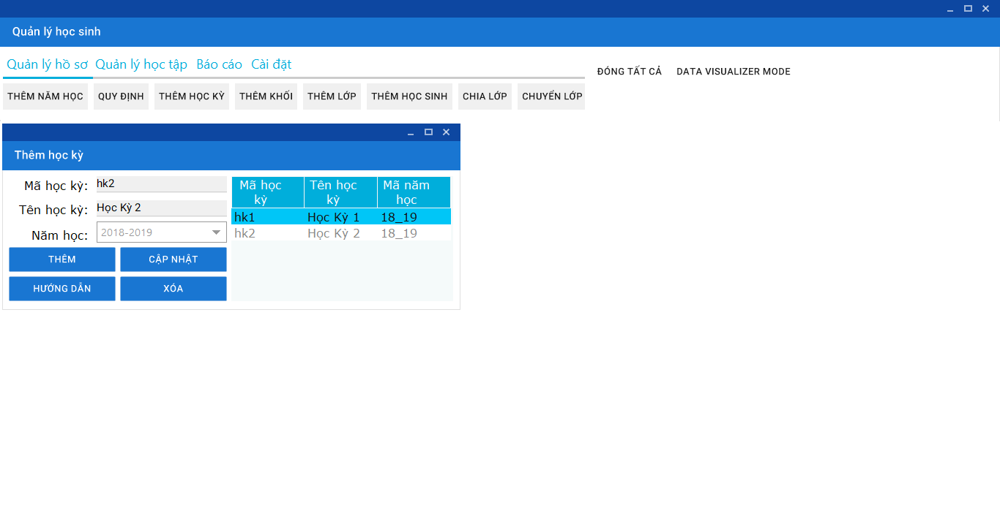 Quản lý học sinh
Quản lý hồ sơ Quản lý học tập Báo cáo Cài đặt
ĐÓNG TẤT CẢ DATA VISUALIZER MODE
THÊM NĂM HỌC QUY ĐỊNH THÊM HỌC KỲ THÊM KHỐI THÊM LỚP THÊM HỌC SINH CHIA LỚP CHUYỂN LỚP
Thêm học kỳ
Mã học kỳ: hk2
Tên học kỳ: Học Kỳ 2
Năm học: 2018-2019
THÊM CẬP NHẬT
HƯỚNG DẪN XÓA
Mã học Tên học Mã năm
kỳ kỳ học
hk1 Học Kỳ 1 18_19
hk2 Học Kỳ 2 18_19